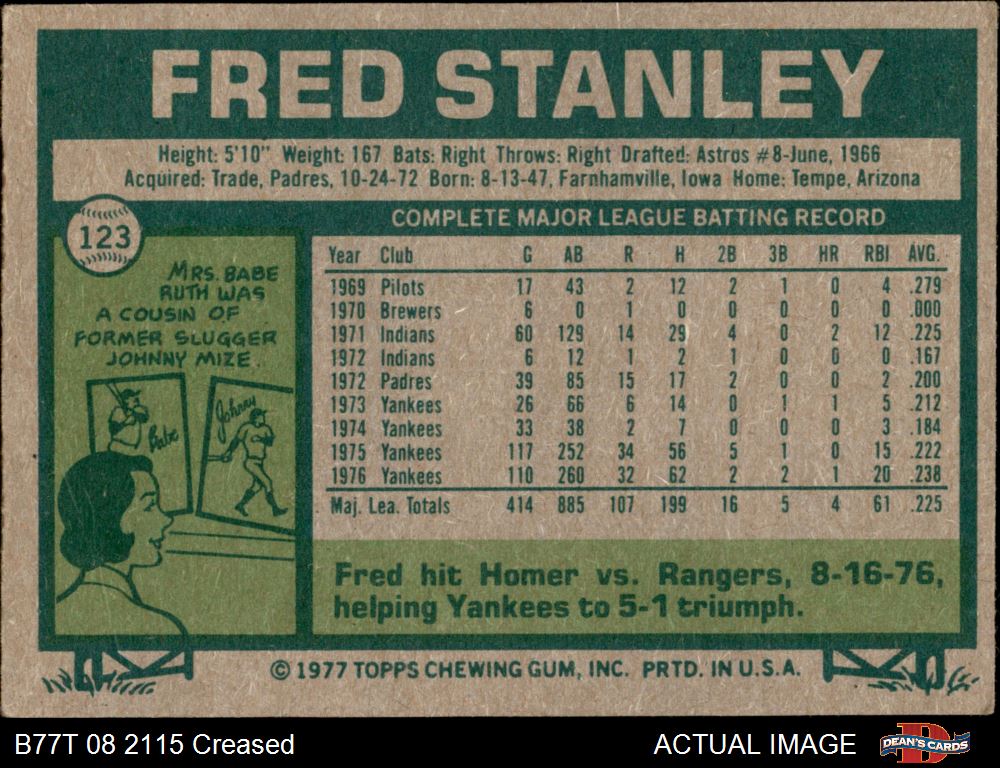 FRED STANLEY
Height: 5'10" Weight: 167 Bats: Right Throws: Right Drafted: Astros #8-June, 1966
Acquired: Trade, Padres, 10-24-72 Born: 8-13-47, Farnhamville, Iowa Home: Tempe, Arizona
123
MRS. BABE
RUTH WAS
A COUSIN OF
FORMER SLUGGER
JOHNNY MIZE.
Babe
Johnny
COMPLETE MAJOR LEAGUE BATTING RECORD
Year Club G AB R H 2B 3B HR RBI AVG.
1969 Pilots 17 43 2 12 2 1 0 4 .279
1970 Brewers 6 0 1 0 0 0 0 0 .000
1971 Indians 60 129 14 29 4 0 2 12 .225
1972 Indians 6 12 1 2 1 0 0 0 .167
1972 Padres 39 85 15 17 2 0 0 2 .200
1973 Yankees 26 66 6 14 0 1 1 5 .212
1974 Yankees 33 38 2 7 0 0 0 3 .184
1975 Yankees 117 252 34 56 5 1 0 15 .222
1976 Yankees 110 260 32 62 2 2 1 20 .238
Maj. Lea. Totals 414 885 107 199 16 5 4 61 .225
Fred hit Homer vs. Rangers, 8-16-76,
helping Yankees to 5-1 triumph.
© 1977 TOPPS CHEWING GUM, INC. PRTD. IN U.S.A.
B77T 08 2115 Creased
ACTUAL IMAGE
DEAN'S CARDS